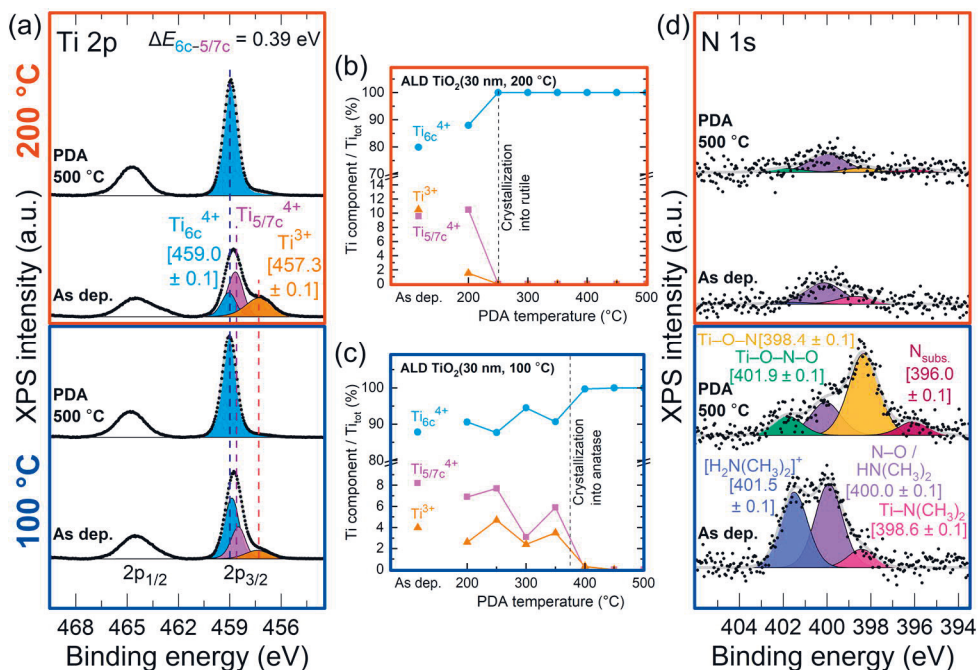 (a)
Ti 2p
ΔE6c–5/7c = 0.39 eV
200 °C
100 °C
XPS intensity (a.u.)
PDA
500 °C
Ti6c4+
[459.0
± 0.1]
Ti5/7c4+
Ti3+
[457.3
± 0.1]
As dep.
PDA
500 °C
As dep.
2p1/2
2p3/2
468 465 462 459 456
Binding energy (eV)
(b)
ALD TiO2(30 nm, 200 °C)
Ti component / Titot (%)
100
90
80
70
14
12
10
8
6
4
2
0
Ti6c4+
Ti3+
Ti5/7c4+
Crystallization
into rutile
As dep. 200 250 300 350 400 450 500
PDA temperature (°C)
(c)
ALD TiO2(30 nm, 100 °C)
Ti component / Titot (%)
100
90
80
10
8
6
4
2
0
Ti6c4+
Ti5/7c4+
Ti3+
Crystallization
into anatase
As dep. 200 250 300 350 400 450 500
PDA temperature (°C)
(d)
N 1s
XPS intensity (a.u.)
PDA
500 °C
As dep.
Ti–O–N[398.4 ± 0.1]
Ti–O–N–O
[401.9 ± 0.1]
Nsubs.
[396.0
± 0.1]
PDA
500 °C
[H2N(CH3)2]+
[401.5
± 0.1]
N–O /
HN(CH3)2
[400.0 ± 0.1]
Ti–N(CH3)2
[398.6 ± 0.1]
As dep.
404 402 400 398 396 394
Binding energy (eV)